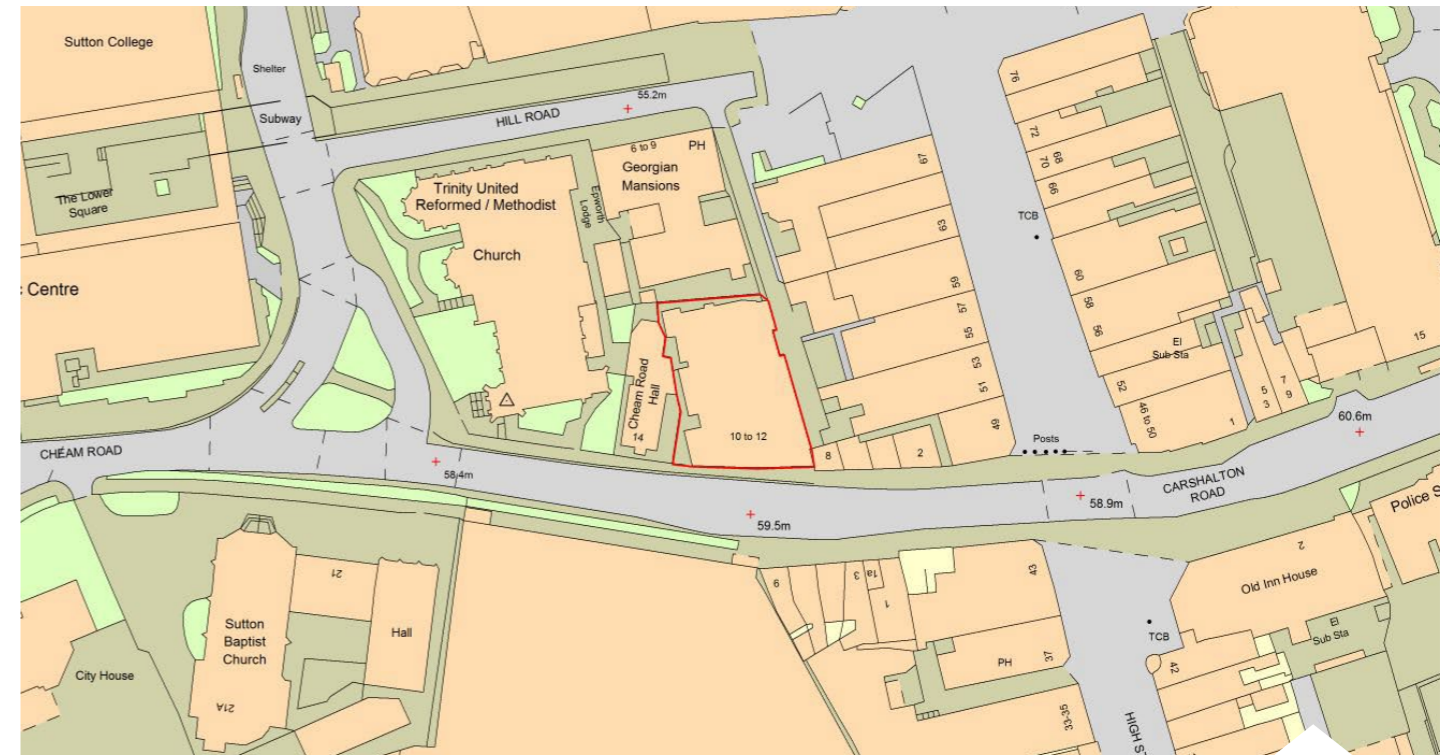 Sutton College
Shelter
Subway
HILL ROAD
55.2m
76
72
70
68
66
TCB
60
58
56
El
Sub Sta
52
46 to 50
1
5
3
7
9
15
67
63
59
57
55
53
51
49
6 to 9
PH
Georgian
Mansions
Epworth
Lodge
Trinity United
Reformed / Methodist
Church
The Lower
Square
Centre
Cheam Road
Hall
14
10 to 12
8
2
Posts
60.6m
CHEAM ROAD
58.4m
59.5m
58.9m
CARSHALTON
ROAD
Police S
2
Old Inn House
El
Sub Sta
TCB
42
43
37
PH
33-35
HIGH ST
9
3
1a
1
21
Hall
Sutton
Baptist
Church
21A
City House